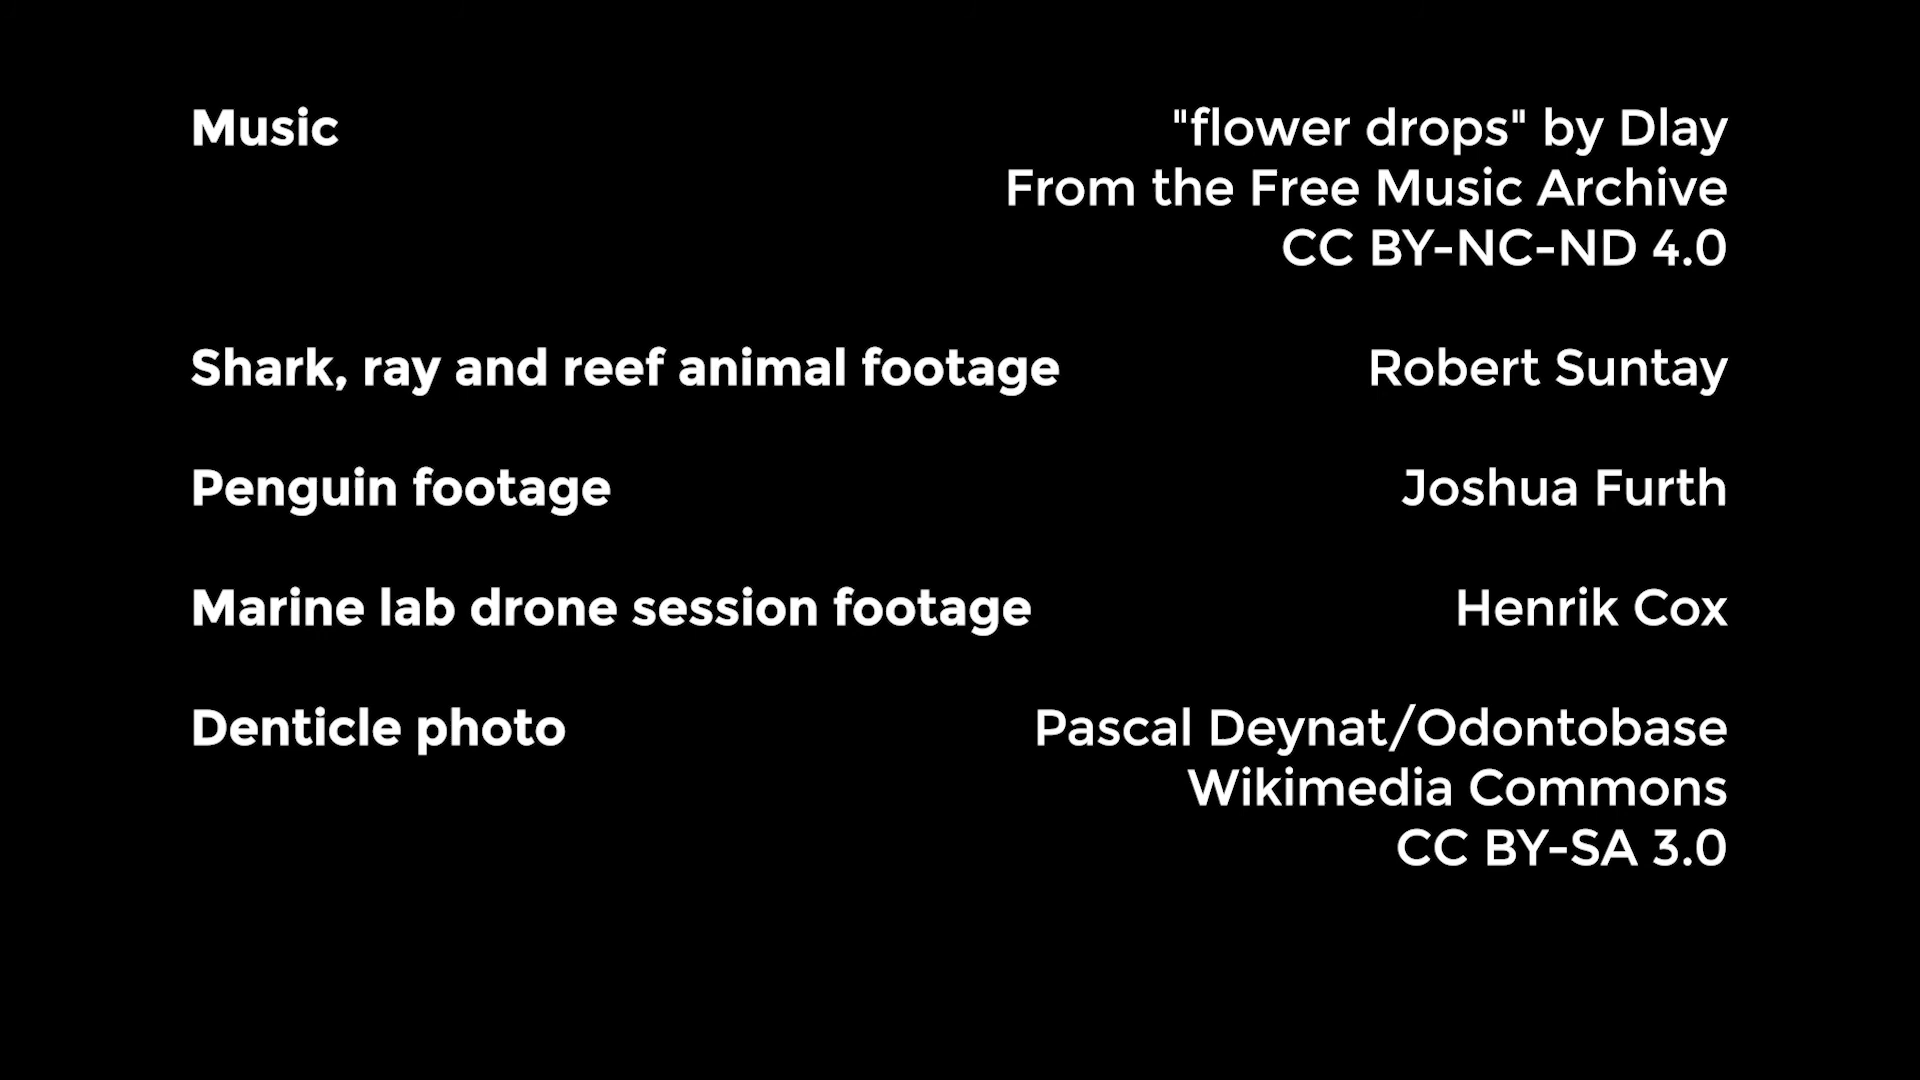 Music
"flower drops" by Dlay
From the Free Music Archive
CC BY-NC-ND 4.0
Shark, ray and reef animal footage
Robert Suntay
Penguin footage
Joshua Furth
Marine lab drone session footage
Henrik Cox
Denticle photo
Pascal Deynat/Odontobase
Wikimedia Commons
CC BY-SA 3.0